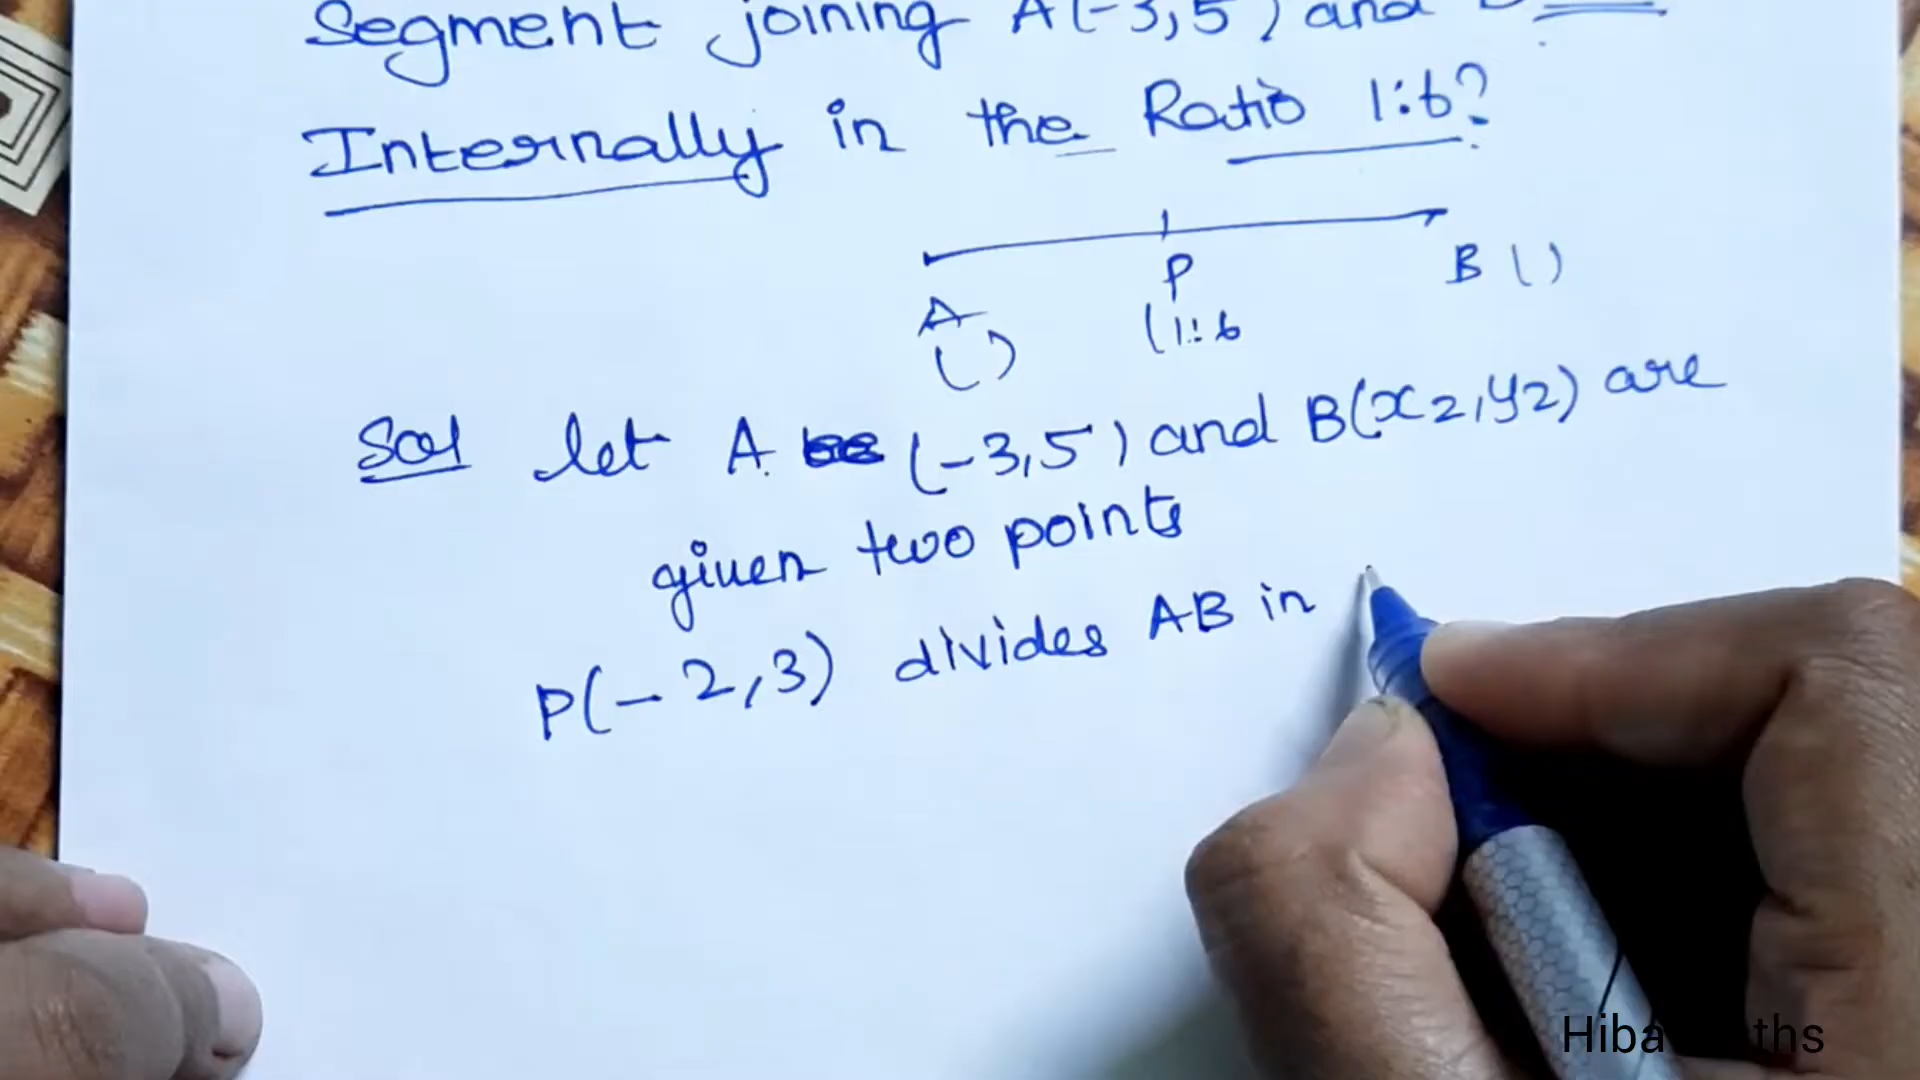 Segment joining A(-3,5) and
Internally in the Ratio 1:6?
P
B ()
A
(1:6
()
Sol let A (-3,5) and B(x2,y2) are
given two points
P(-2,3) divides AB in
Hiba
ths